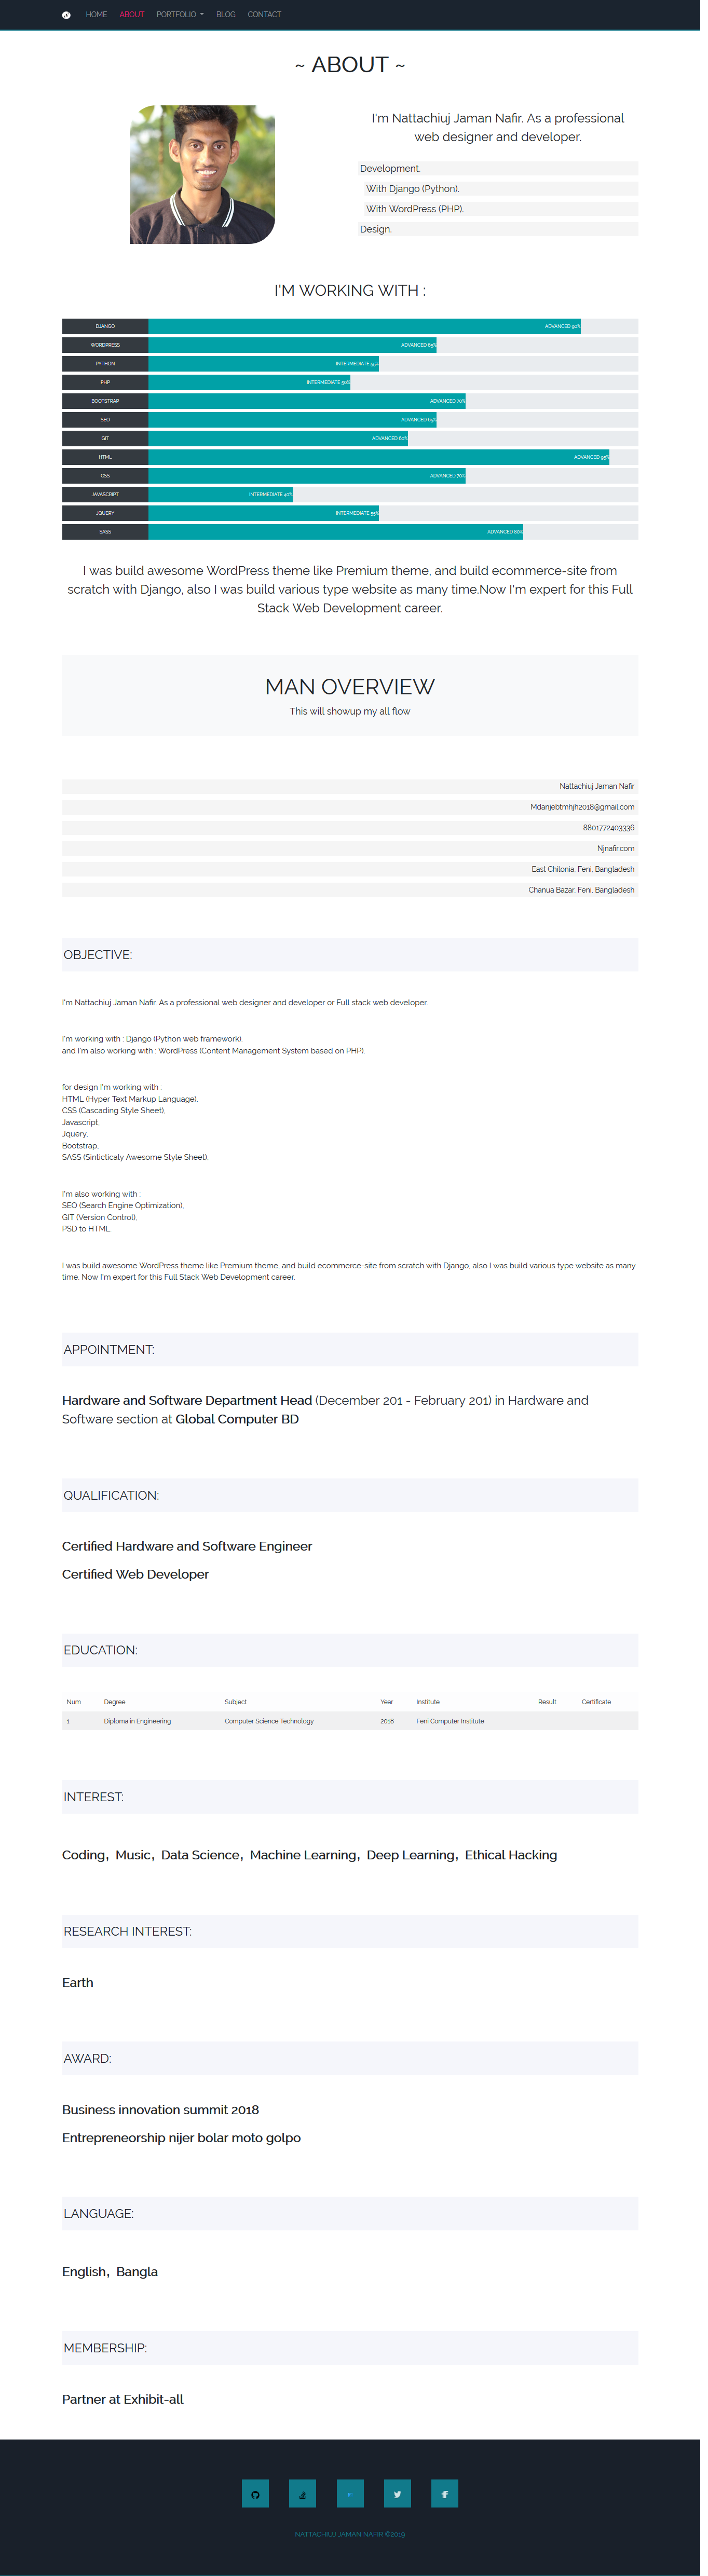 HOME ABOUT PORTFOLIO BLOG CONTACT
~ ABOUT ~
I'm Nattachiuj Jaman Nafir. As a professional
web designer and developer.
Development.
With Django (Python).
With WordPress (PHP).
Design.
I'M WORKING WITH :
DJANGO ADVANCED 90%
WORDPRESS ADVANCED 65%
PYTHON INTERMEDIATE 55%
PHP INTERMEDIATE 50%
BOOTSTRAP ADVANCED 70%
SEO ADVANCED 65%
GIT ADVANCED 60%
HTML ADVANCED 95%
CSS ADVANCED 70%
JAVASCRIPT INTERMEDIATE 40%
JQUERY INTERMEDIATE 55%
SASS ADVANCED 80%
I was build awesome WordPress theme like Premium theme, and build ecommerce-site from
scratch with Django, also I was build various type website as many time.Now I'm expert for this Full
Stack Web Development career.
MAN OVERVIEW
This will showup my all flow
Nattachiuj Jaman Nafir
Mdanjebtmhjh2018@gmail.com
8801772403336
Njnafir.com
East Chilonia, Feni, Bangladesh
Chanua Bazar, Feni, Bangladesh
OBJECTIVE:
I'm Nattachiuj Jaman Nafir. As a professional web designer and developer or Full stack web developer.
I'm working with : Django (Python web framework)
and I'm also working with : WordPress (Content Management System based on PHP).
for design I'm working with :
HTML (Hyper Text Markup Language),
CSS (Cascading Style Sheet),
Javascript,
Jquery,
Bootstrap,
SASS (Sinticticaly Awesome Style Sheet).
I'm also working with :
SEO (Search Engine Optimization),
GIT (Version Control),
PSD to HTML.
I was build awesome WordPress theme like Premium theme, and build ecommerce-site from scratch with Django, also I was build various type website as many
time. Now I'm expert for this Full Stack Web Development career.
APPOINTMENT:
Hardware and Software Department Head (December 201 - February 201) in Hardware and
Software section at Global Computer BD
QUALIFICATION:
Certified Hardware and Software Engineer
Certified Web Developer
EDUCATION:
Num Degree Subject Year Institute Result Certificate
1 Diploma in Engineering Computer Science Technology 2018 Feni Computer Institute
INTEREST:
Coding, Music, Data Science, Machine Learning, Deep Learning, Ethical Hacking
RESEARCH INTEREST:
Earth
AWARD:
Business innovation summit 2018
Entrepreneorship nijer bolar moto golpo
LANGUAGE:
English, Bangla
MEMBERSHIP:
Partner at Exhibit-all
NATTACHIUJ JAMAN NAFIR ©2019